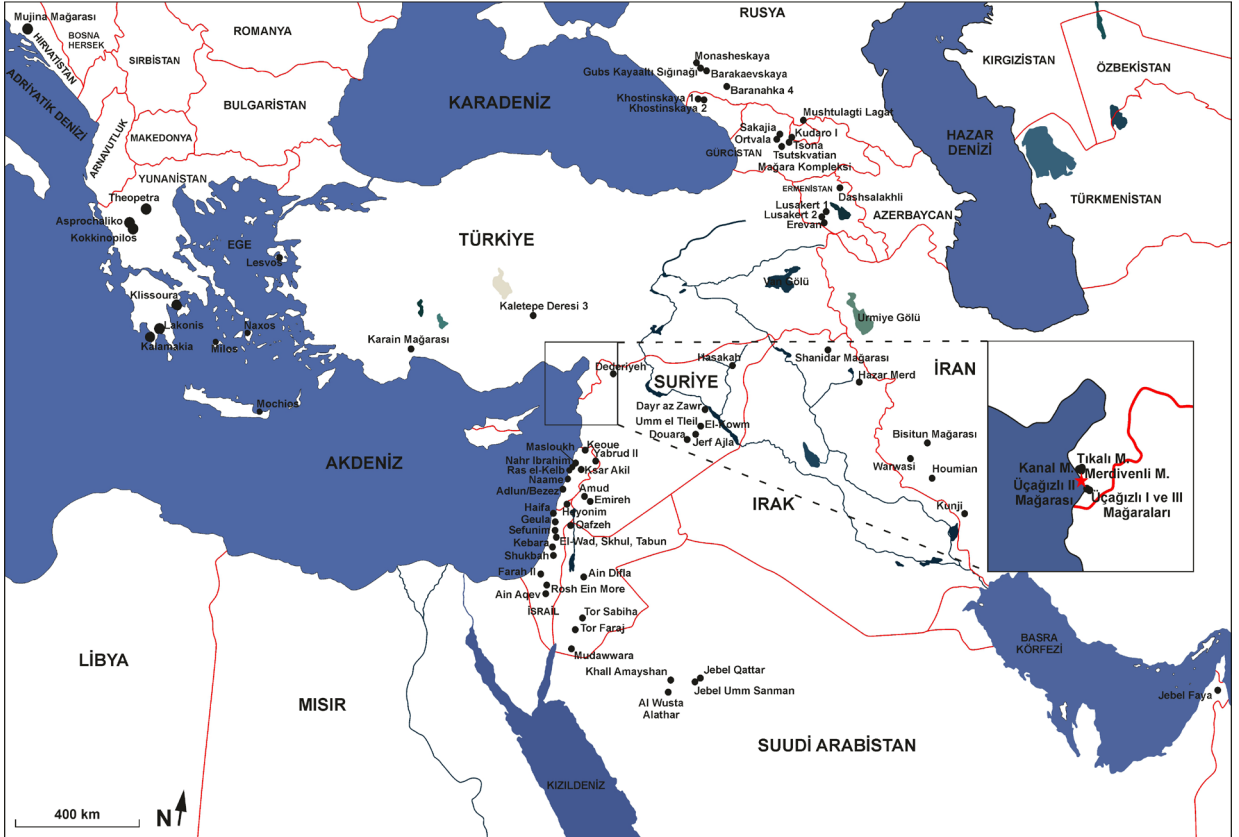 Mujina Mağarası
BOSNA
HERSEK
HIRVATİSTAN
SIRBİSTAN
ROMANYA
RUSYA
KIRGIZİSTAN
ÖZBEKİSTAN
ADRİYATİK DENİZİ
ARNAVUTLUK
MAKEDONYA
BULGARİSTAN
KARADENİZ
Monasheskaya
Gubs Kayaaltı Sığınağı
Barakaevskaya
Baranahka 4
Khostinskaya 1
Khostinskaya 2
Mushtulagti Lagat
Sakajia
Ortvala
Kudaro I
Tsona
Tsutskvatian
Mağara Kompleksi
GÜRCİSTAN
HAZAR
DENİZİ
TÜRKMENİSTAN
ERMENİSTAN
Dashsalakhli
Lusakert 1
Lusakert 2
Erevan
AZERBAYCAN
YUNANİSTAN
Theopetra
Asprochaliko
Kokkinopilos
EGE
Lesvos
TÜRKİYE
Klissoura
Lakonis
Kalamakia
Naxos
Milos
Mochlos
Kaletepe Deresi 3
Karain Mağarası
Van Gölü
Urmiye Gölü
Dederiyeh
Hasakah
SURİYE
Shanidar Mağarası
Hazar Merd
İRAN
Dayr az Zawr
Umm el Tleil
El-Kowm
Douara
Jerf Ajla
Bisitun Mağarası
Warwasi
Houmian
Kunji
IRAK
AKDENİZ
Masloukh
Keoue
Nahr Ibrahim
Yabrud II
Ras el-Kelb
Ksar Akil
Naame
Adlun/Bezez
Amud
Emireh
Hayonim
Haifa
Geula
Qafzeh
Sefunim
El-Wad, Skhul, Tabun
Kebara
Shukbah
Farah II
Ain Difla
Rosh Ein More
Ain Aqev
İSRAİL
Tor Sabiha
Tor Faraj
Mudawwara
Khall Amayshan
Jebel Qattar
Jebel Umm Sanman
Al Wusta
Alathar
Tıkalı M.
Kanal M.
Merdivenli M.
Üçağızlı II
Mağarası
Üçağızlı I ve III
Mağaraları
LİBYA
MISIR
KIZILDENİZ
SUUDİ ARABİSTAN
BASRA
KÖRFEZİ
Jebel Faya
400 km
N